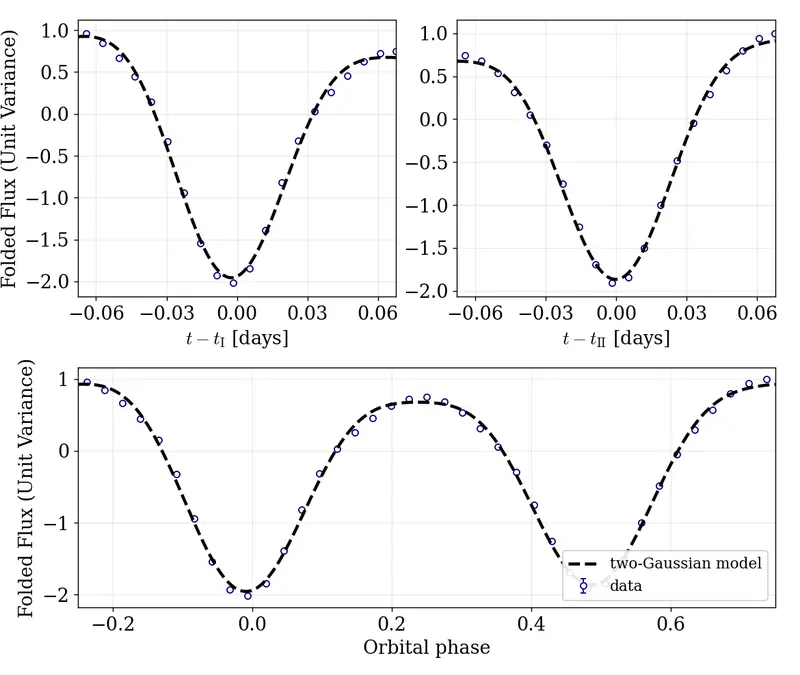 Folded Flux (Unit Variance)
1.0
0.5
0.0
−0.5
−1.0
−1.5
−2.0
−0.06 −0.03 0.00 0.03 0.06
t − tI [days]
1.0
0.5
0.0
−0.5
−1.0
−1.5
−2.0
−0.06 −0.03 0.00 0.03 0.06
t − tII [days]
Folded Flux (Unit Variance)
1
0
−1
−2
−0.2 0.0 0.2 0.4 0.6
Orbital phase
two-Gaussian model
data